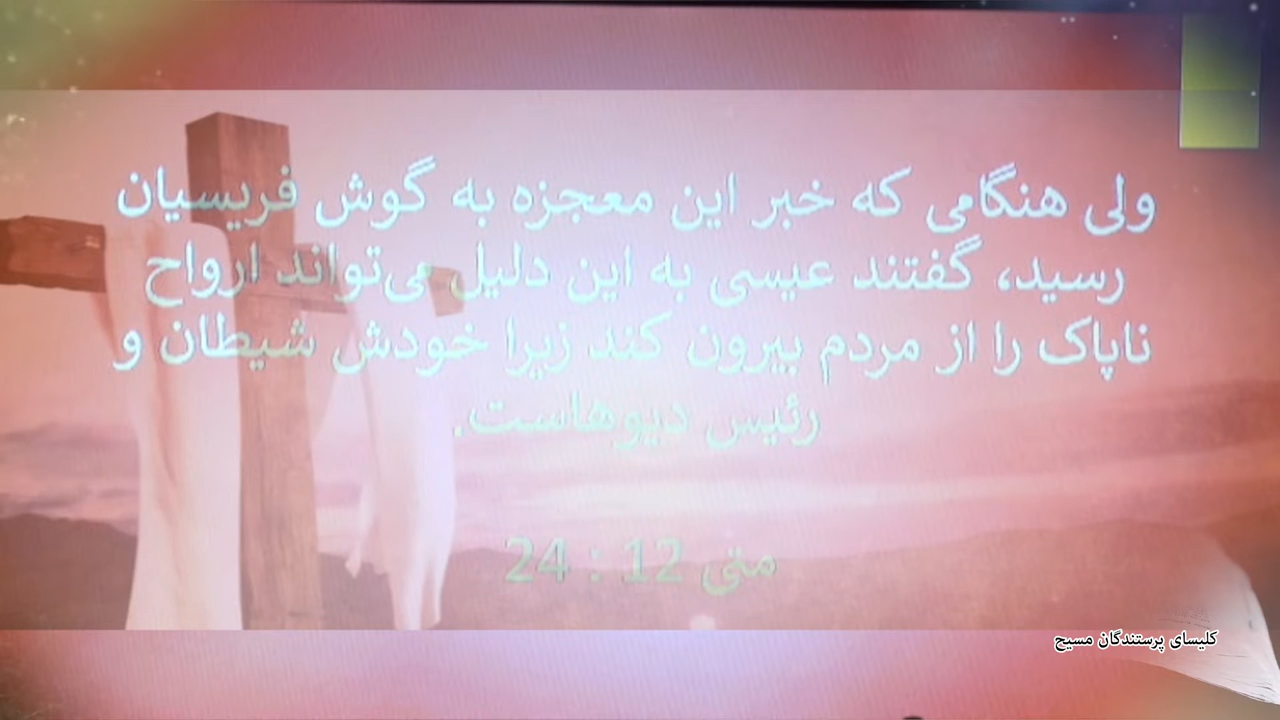 ولی هنگامی که خبر این معجزه به گوش فریسیان
رسید، گفتند عیسی به این دلیل می‌تواند ارواح
ناپاک را از مردم بیرون کند زیرا خودش شیطان و
رئیس دیوهاست.
متی 12 : 24
کلیسای پرستندگان مسیح